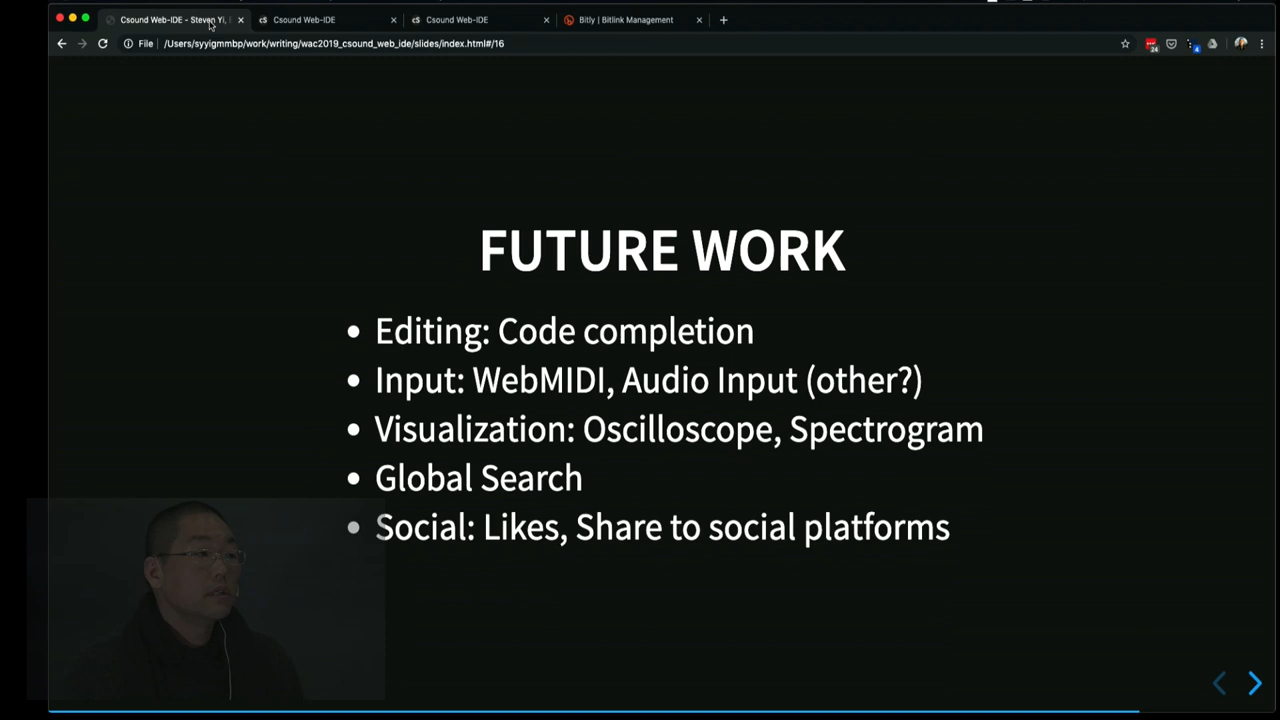 Csound Web-IDE - Steven Yi,
Csound Web-IDE
Csound Web-IDE
Bitly | Bitlink Management
File
/Users/syyigmmbp/work/writing/wac2019_csound_web_ide/slides/index.html#/16
24
4
FUTURE WORK
• Editing: Code completion
• Input: WebMIDI, Audio Input (other?)
• Visualization: Oscilloscope, Spectrogram
• Global Search
• Social: Likes, Share to social platforms